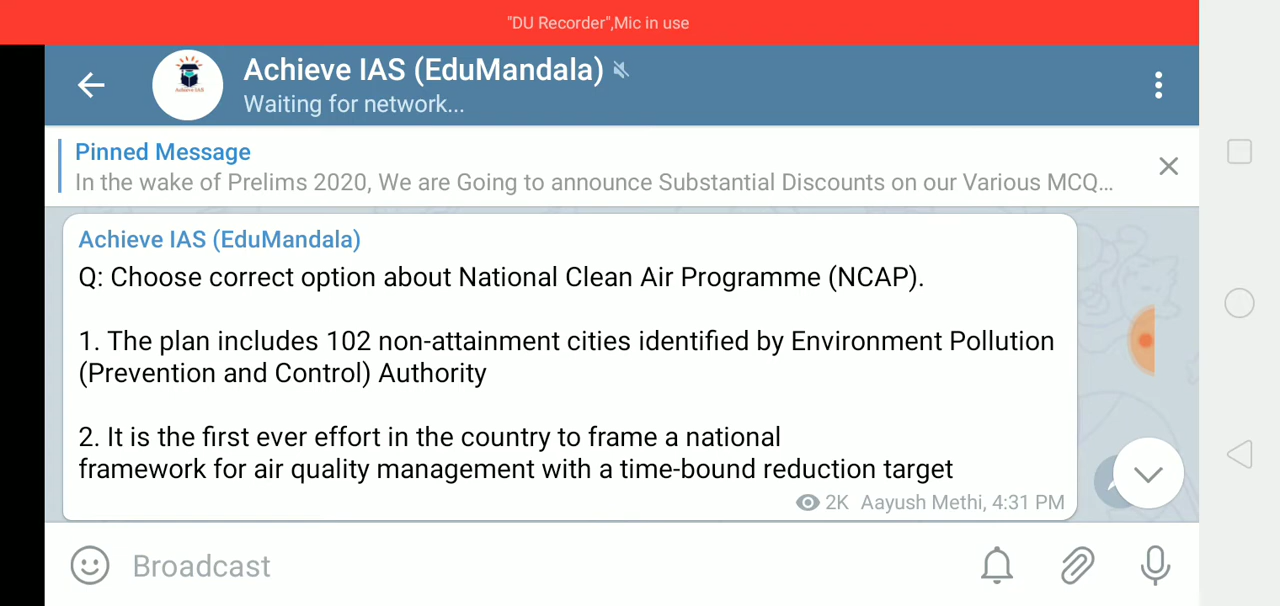 "DU Recorder",Mic in use
Achieve IAS (EduMandala)
Waiting for network...
Pinned Message
In the wake of Prelims 2020, We are Going to announce Substantial Discounts on our Various MCQ...
Achieve IAS (EduMandala)
Q: Choose correct option about National Clean Air Programme (NCAP).
1. The plan includes 102 non-attainment cities identified by Environment Pollution
(Prevention and Control) Authority
2. It is the first ever effort in the country to frame a national
framework for air quality management with a time-bound reduction target
2K Aayush Methi, 4:31 PM
Broadcast